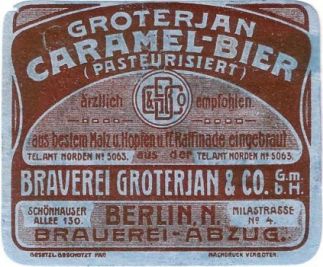 GROTERJAN
CARAMEL-BIER
(PASTEURISIERT)
ärztlich empfohlen
aus bestem Malz u. Hopfen u. ff. Raffinade eingebraut
TEL. AMT NORDEN Nº 5063. aus der TEL. AMT NORDEN Nº 5063.
BRAUEREI GROTERJAN & CO. G.m.b.H.
SCHÖNHAUSER ALLEE 130. BERLIN, N. MILASTRASSE Nº 4.
BRAUEREI-ABZUG.
GESETZL. GESCHÜTZT NACHDRUCK VERBOTEN.